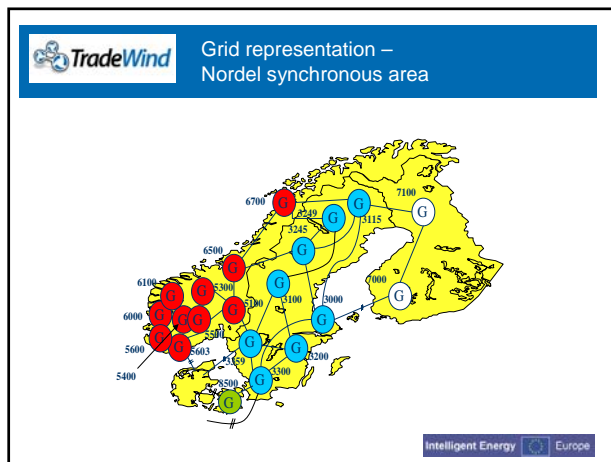 TradeWind
Grid representation –
Nordel synchronous area
7100
6700
G
G
G
3249
G
3115
3245
6500
G
G
6100
5300
G
7000
G
G
3100
3000
G
5100
6000
G
G
G
G
G
5500
5600
G
5603
G
3359
G
G
3200
5400
8500
3300
G
G
Intelligent Energy Europe